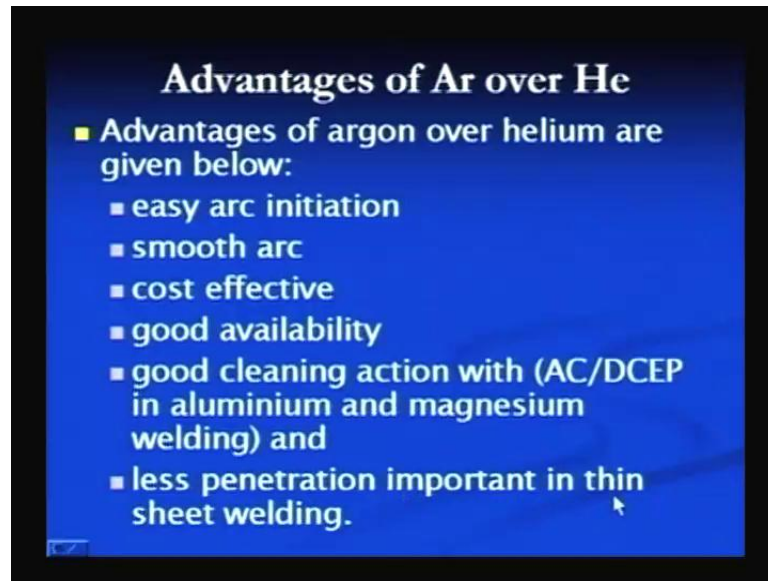 Advantages of Ar over He
Advantages of argon over helium are
given below:
easy arc initiation
smooth arc
cost effective
good availability
good cleaning action with (AC/DCEP
in aluminium and magnesium
welding) and
less penetration important in thin
sheet welding.